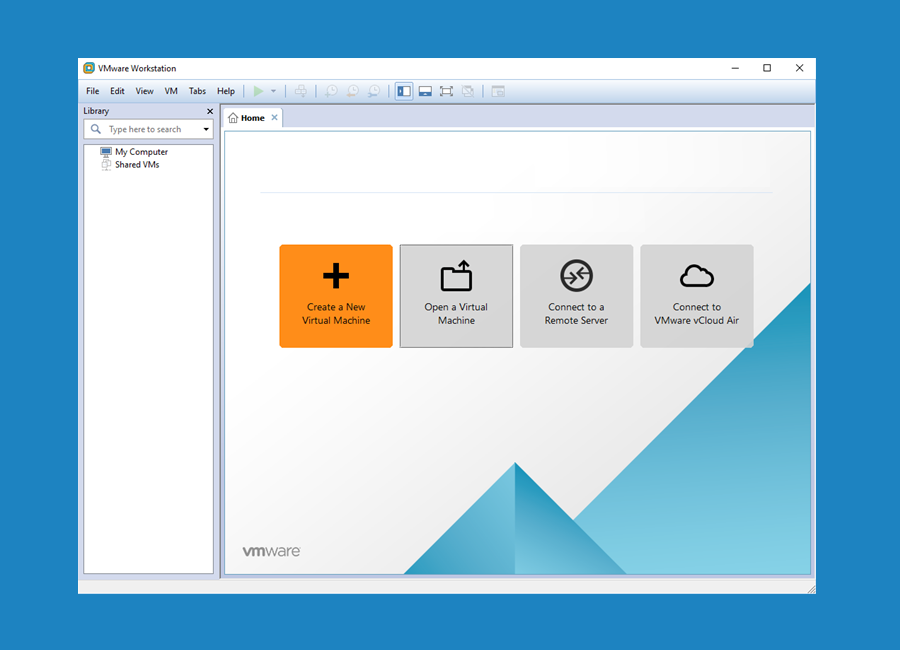 VMware Workstation
File Edit View VM Tabs Help
Library
Home
Type here to search
My Computer
Shared VMs
Create a New
Virtual Machine
Open a Virtual
Machine
Connect to a
Remote Server
Connect to
VMware vCloud Air
vmware